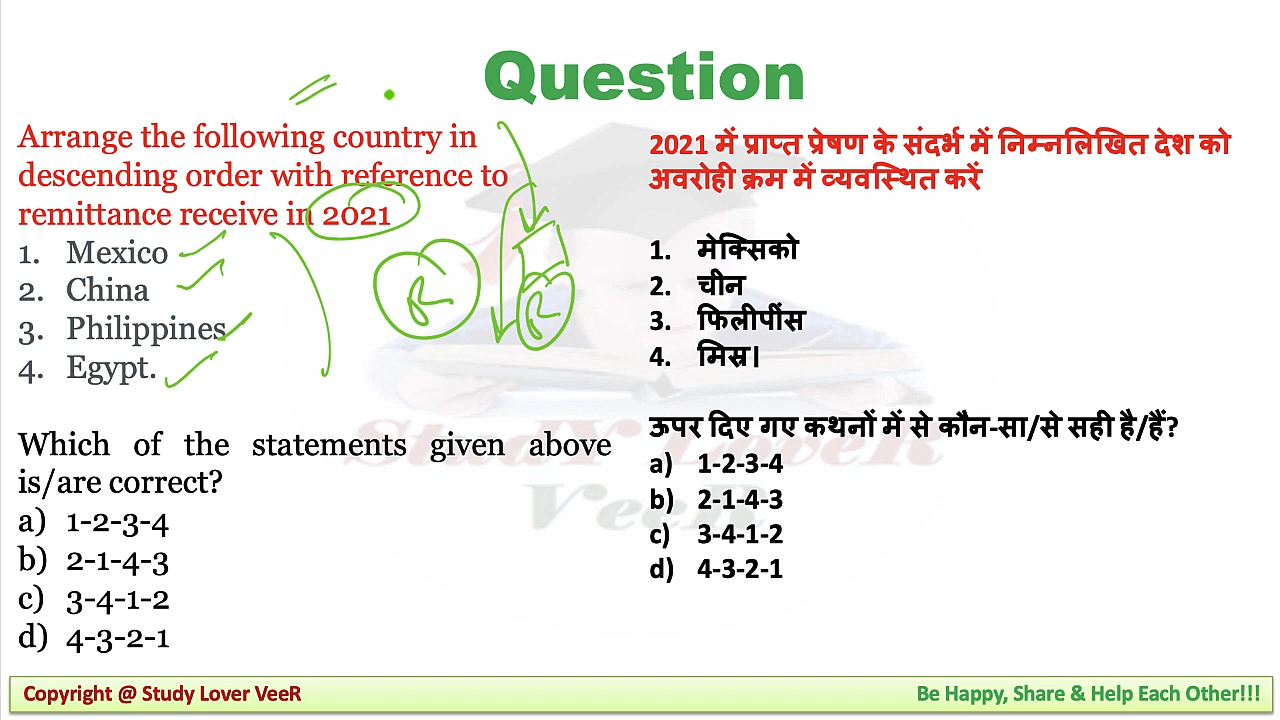 Question
Arrange the following country in
descending order with reference to
remittance receive in 2021
1. Mexico
2. China
3. Philippines
4. Egypt.
Which of the statements given above
is/are correct?
a) 1-2-3-4
b) 2-1-4-3
c) 3-4-1-2
d) 4-3-2-1
2021 में प्राप्त प्रेषण के संदर्भ में निम्नलिखित देश को
अवरोही क्रम में व्यवस्थित करें
1. मेक्सिको
2. चीन
3. फिलीपींस
4. मिस्र।
ऊपर दिए गए कथनों में से कौन-सा/से सही है/हैं?
a) 1-2-3-4
b) 2-1-4-3
c) 3-4-1-2
d) 4-3-2-1
R
R
StudY LoveR
VeeR
Copyright @ Study Lover VeeR
Be Happy, Share & Help Each Other!!!